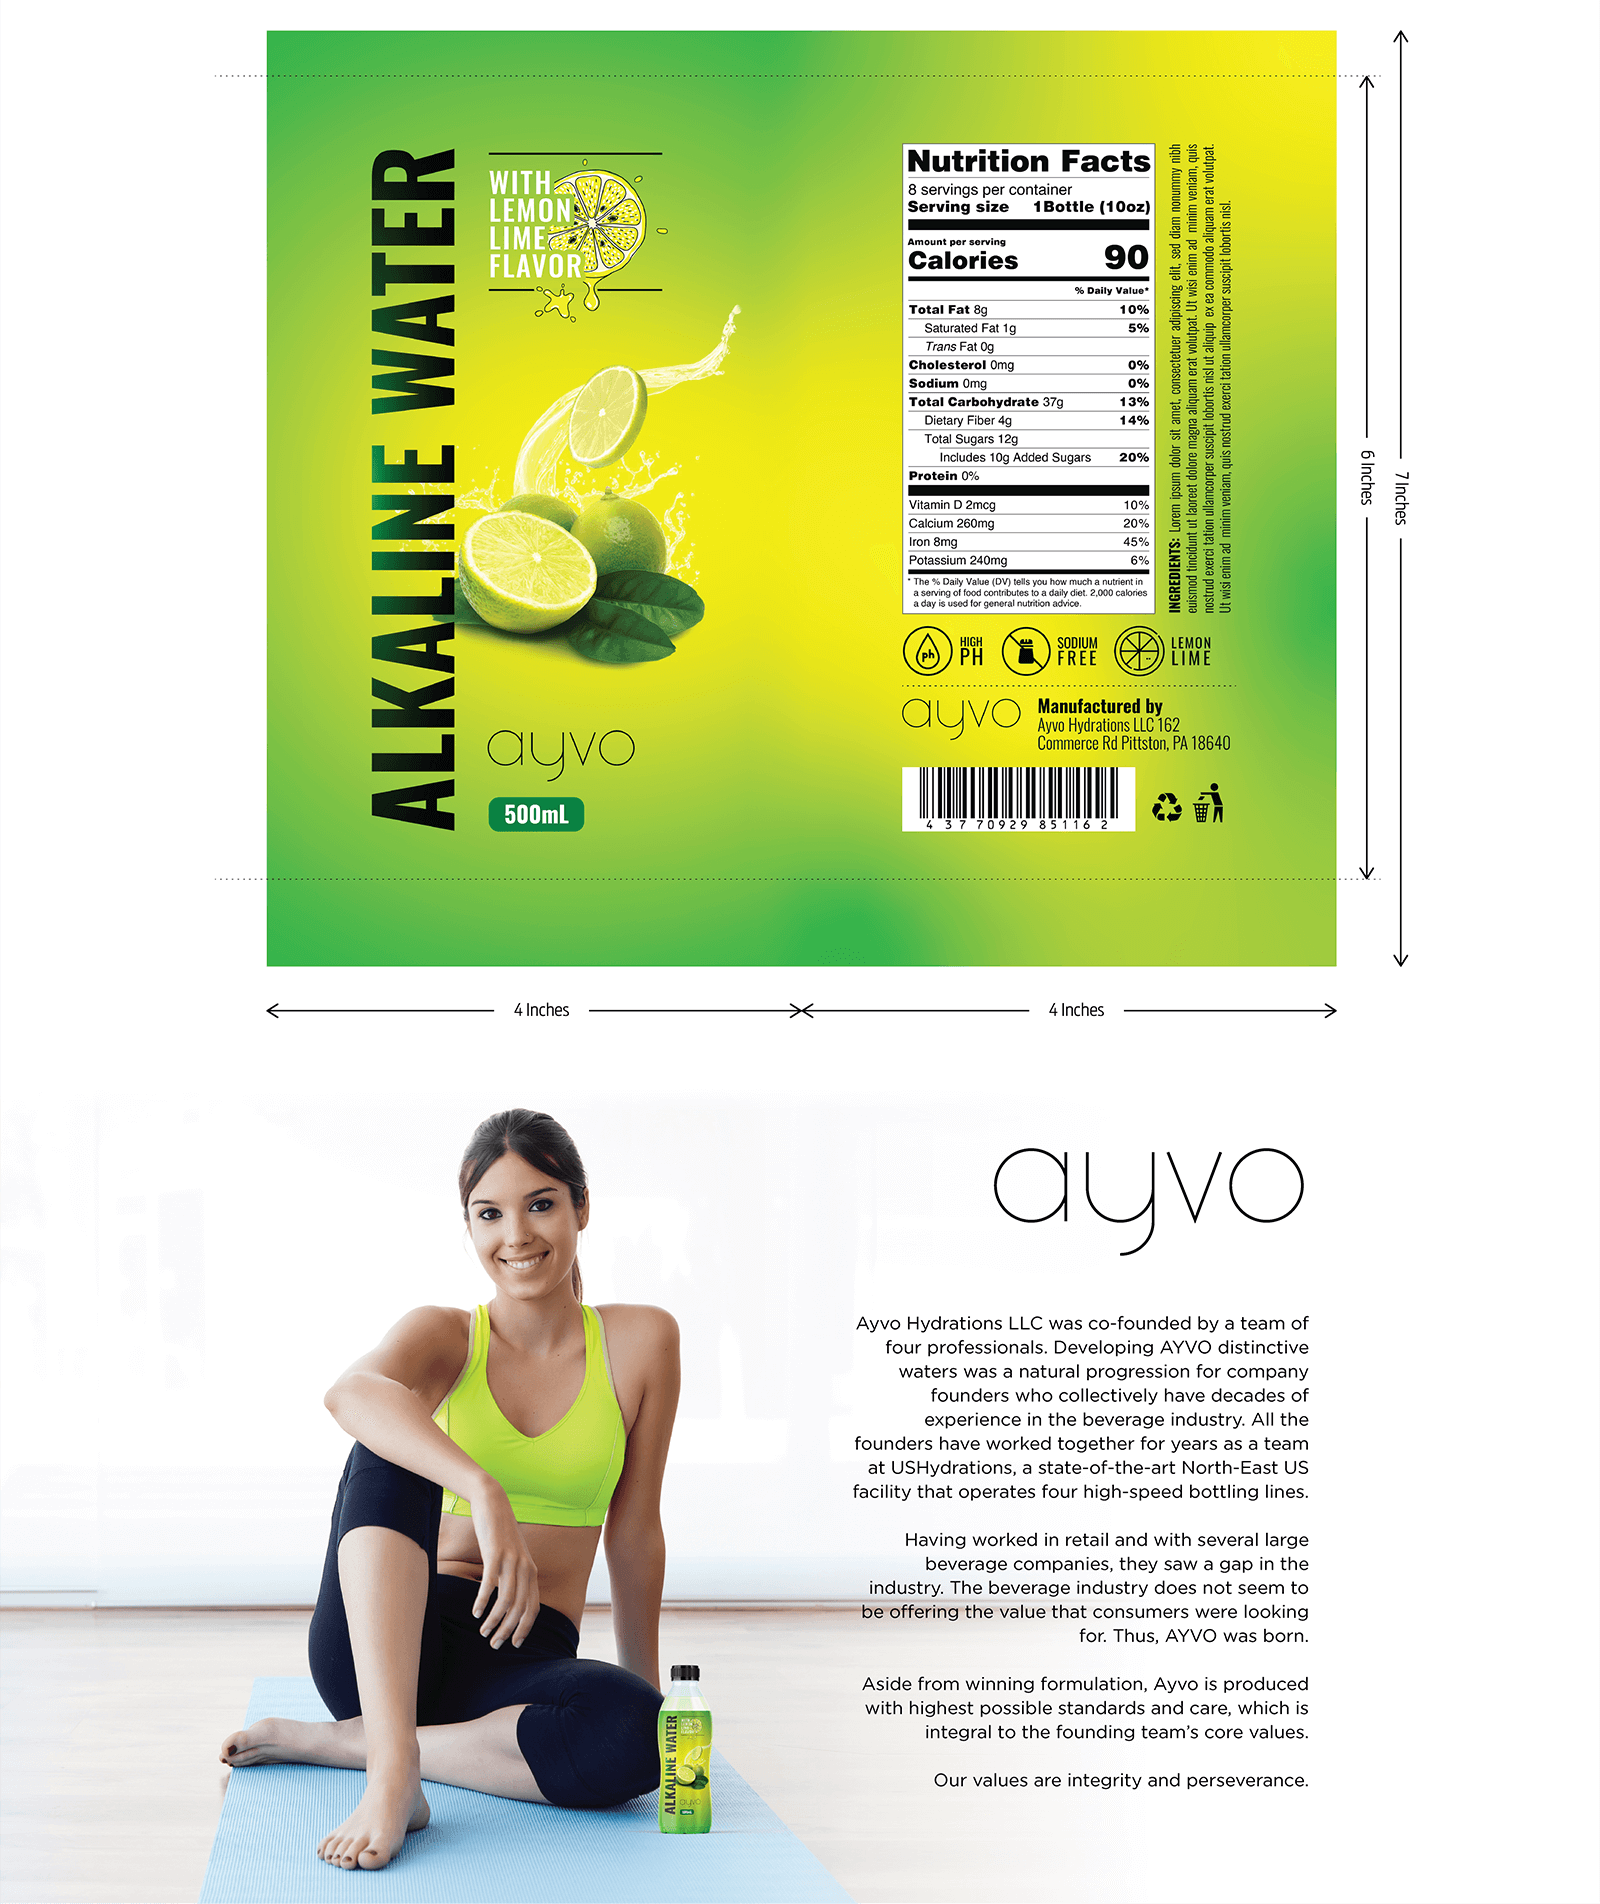 ALKALINE WATER
WITH
LEMON
LIME
FLAVOR
ayvo
500mL
Nutrition Facts
8 servings per container
Serving size 1Bottle (10oz)
Amount per serving
Calories 90
% Daily Value*
Total Fat 8g 10%
Saturated Fat 1g 5%
Trans Fat 0g
Cholesterol 0mg 0%
Sodium 0mg 0%
Total Carbohydrate 37g 13%
Dietary Fiber 4g 14%
Total Sugars 12g
Includes 10g Added Sugars 20%
Protein 0%
Vitamin D 2mcg 10%
Calcium 260mg 20%
Iron 8mg 45%
Potassium 240mg 6%
* The % Daily Value (DV) tells you how much a nutrient in
a serving of food contributes to a daily diet. 2,000 calories
a day is used for general nutrition advice.
INGREDIENTS: Lorem ipsum dolor sit amet, consectetuer adipiscing elit, sed diam nonummy nibh
euismod tincidunt ut laoreet dolore magna aliquam erat volutpat. Ut wisi enim ad minim veniam, quis
nostrud exerci tation ullamcorper suscipit lobortis nisl ut aliquip ex ea commodo aliquam erat volutpat.
Ut wisi enim ad minim veniam, quis nostrud exerci tation ullamcorper suscipit lobortis nisl.
ph
HIGH
PH
SODIUM
FREE
LEMON
LIME
ayvo
Manufactured by
Ayvo Hydrations LLC 162
Commerce Rd Pittston, PA 18640
4 37 70929 851162
6 Inches
7 Inches
4 Inches
4 Inches
ayvo
Ayvo Hydrations LLC was co-founded by a team of
four professionals. Developing AYVO distinctive
waters was a natural progression for company
founders who collectively have decades of
experience in the beverage industry. All the
founders have worked together for years as a team
at USHydrations, a state-of-the-art North-East US
facility that operates four high-speed bottling lines.
Having worked in retail and with several large
beverage companies, they saw a gap in the
industry. The beverage industry does not seem to
be offering the value that consumers were looking
for. Thus, AYVO was born.
Aside from winning formulation, Ayvo is produced
with highest possible standards and care, which is
integral to the founding team's core values.
Our values are integrity and perseverance.
ALKALINE WATER
WITH
LEMON
LIME
FLAVOR
ayvo